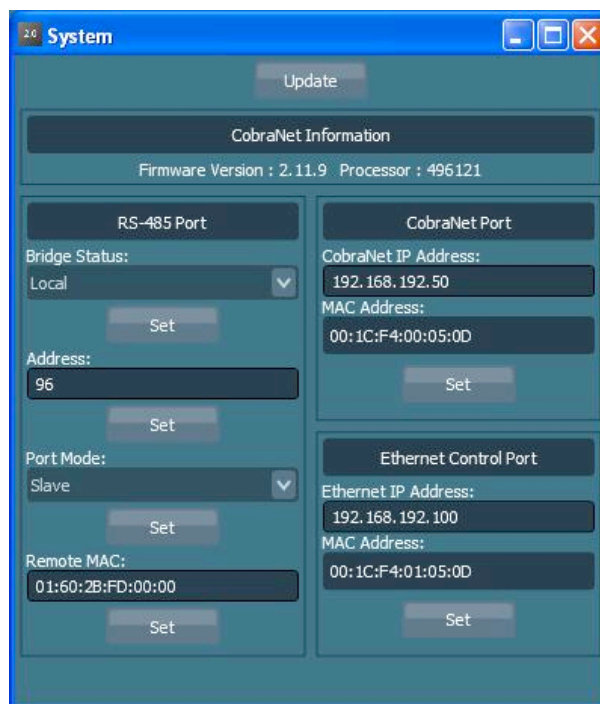 2.0 System
Update
CobraNet Information
Firmware Version : 2.11.9 Processor : 496121
RS-485 Port
Bridge Status:
Local
Set
Address:
96
Set
Port Mode:
Slave
Set
Remote MAC:
01:60:2B:FD:00:00
Set
CobraNet Port
CobraNet IP Address:
192.168.192.50
MAC Address:
00:1C:F4:00:05:0D
Set
Ethernet Control Port
Ethernet IP Address:
192.168.192.100
MAC Address:
00:1C:F4:01:05:0D
Set